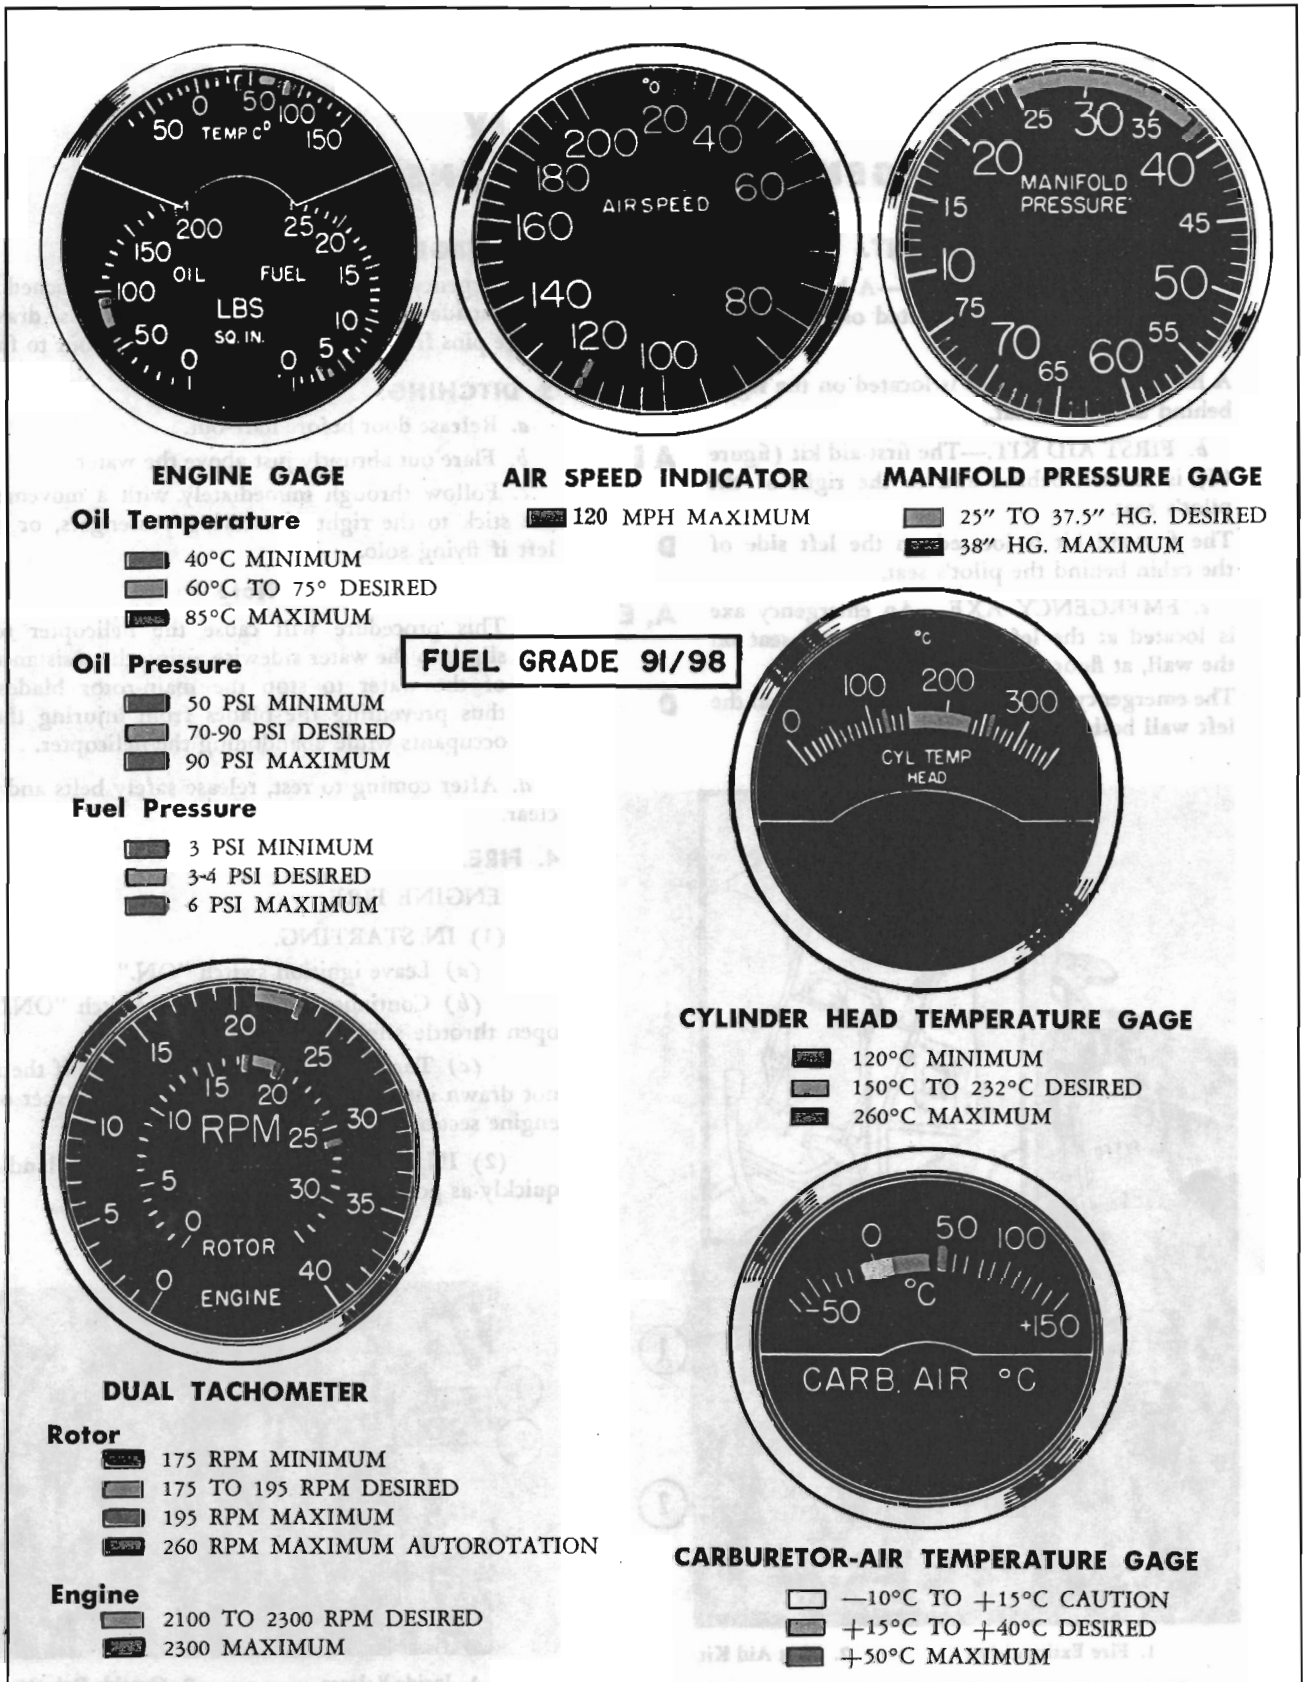 0 50 100
50 TEMP C° 150
200 25
150 20
OIL FUEL 15
100 LBS 10
50 SQ. IN. 5
0 0
°0
200 20 40
180 60
AIRSPEED
160
140 80
120 100
25 30 35
20 40
MANIFOLD
PRESSURE
15 45
10 50
75 55
70 65 60
ENGINE GAGE
Oil Temperature
40°C MINIMUM
60°C TO 75° DESIRED
85°C MAXIMUM
Oil Pressure
50 PSI MINIMUM
70-90 PSI DESIRED
90 PSI MAXIMUM
Fuel Pressure
3 PSI MINIMUM
3-4 PSI DESIRED
6 PSI MAXIMUM
AIR SPEED INDICATOR
120 MPH MAXIMUM
MANIFOLD PRESSURE GAGE
25″ TO 37.5″ HG. DESIRED
38″ HG. MAXIMUM
FUEL GRADE 91/98
°C
0 100 200 300
CYL TEMP
HEAD
CYLINDER HEAD TEMPERATURE GAGE
120°C MINIMUM
150°C TO 232°C DESIRED
260°C MAXIMUM
20
15 25
15 20
10 10 RPM 25 30
5 5 30 35
0 ROTOR
0 ENGINE 40
DUAL TACHOMETER
Rotor
175 RPM MINIMUM
175 TO 195 RPM DESIRED
195 RPM MAXIMUM
260 RPM MAXIMUM AUTOROTATION
Engine
2100 TO 2300 RPM DESIRED
2300 MAXIMUM
0 50 100
-50 °C +150
CARB. AIR °C
CARBURETOR-AIR TEMPERATURE GAGE
—10°C TO +15°C CAUTION
+15°C TO +40°C DESIRED
+50°C MAXIMUM